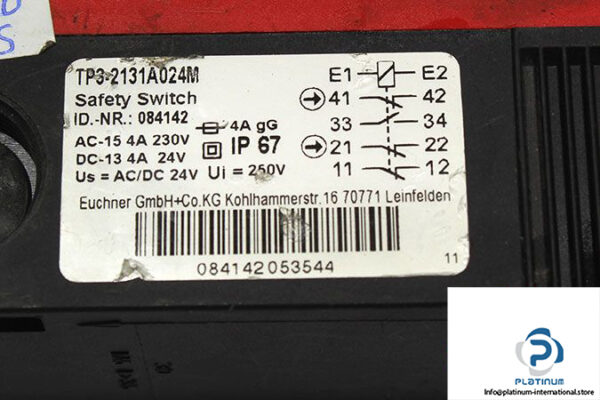 S
TP3-2131A024M
Safety Switch
ID.-NR.: 084142
AC-15 4A 230V
DC-13 4A 24V
Us = AC/DC 24V
4A gG
IP 67
Ui = 250V
E1 E2
41 42
33 34
21 22
11 12
Euchner GmbH+Co.KG Kohlhammerstr.16 70771 Leinfelden
084142053544
11
PLATINUM
Info@platinum-international.store